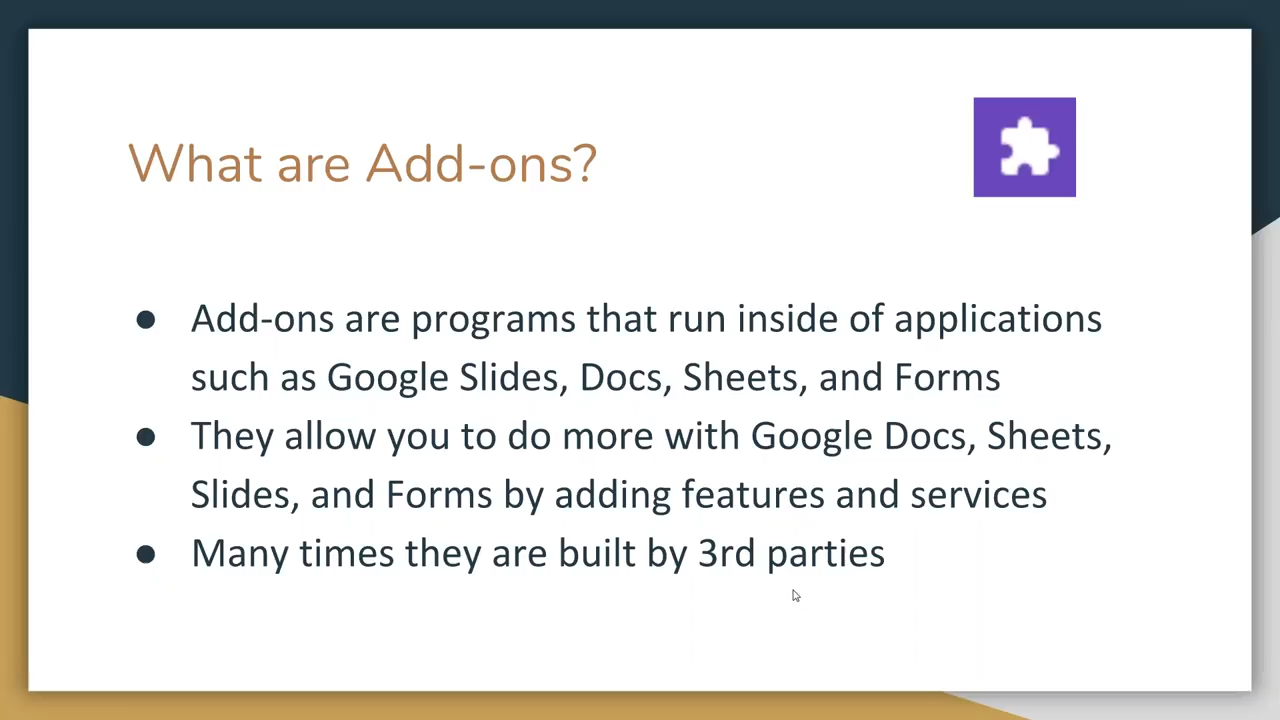 What are Add-ons?
● Add-ons are programs that run inside of applications
such as Google Slides, Docs, Sheets, and Forms
● They allow you to do more with Google Docs, Sheets,
Slides, and Forms by adding features and services
● Many times they are built by 3rd parties